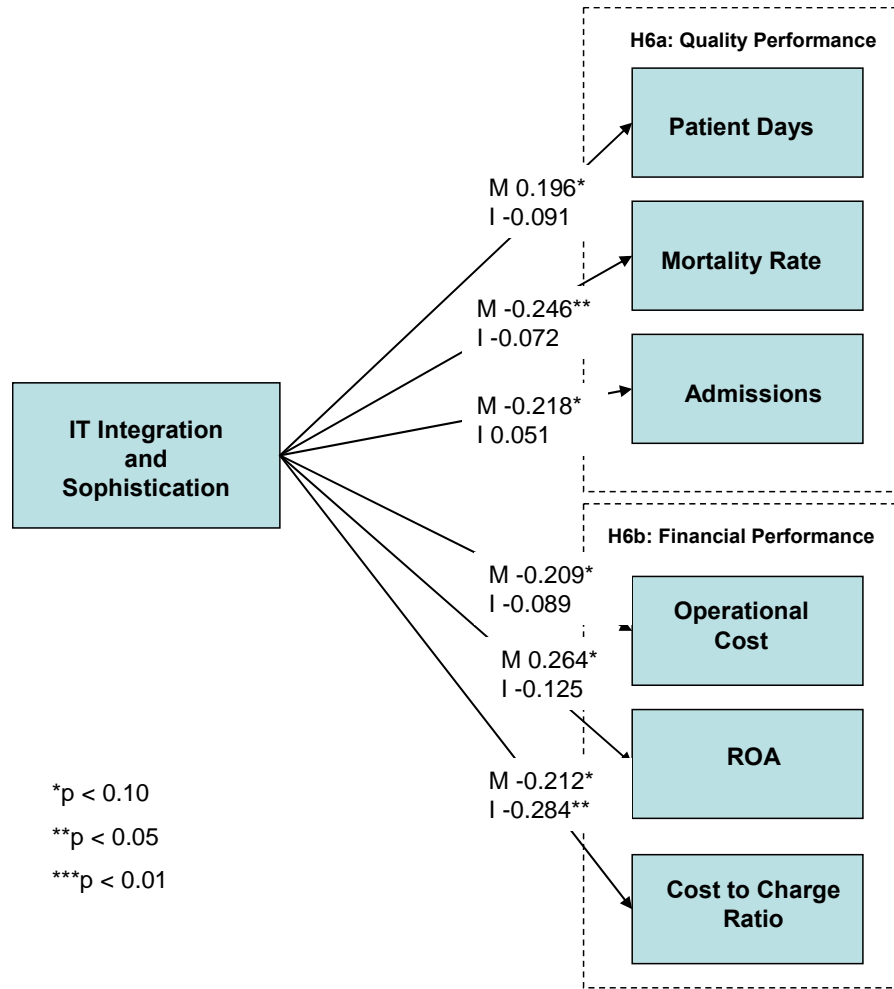 H6a: Quality Performance
Patient Days
M 0.196*
I -0.091
Mortality Rate
M -0.246**
I -0.072
Admissions
M -0.218*
I 0.051
IT Integration
and
Sophistication
H6b: Financial Performance
M -0.209*
I -0.089
Operational
Cost
M 0.264*
I -0.125
ROA
M -0.212*
I -0.284**
Cost to Charge
Ratio
*p < 0.10
**p < 0.05
***p < 0.01